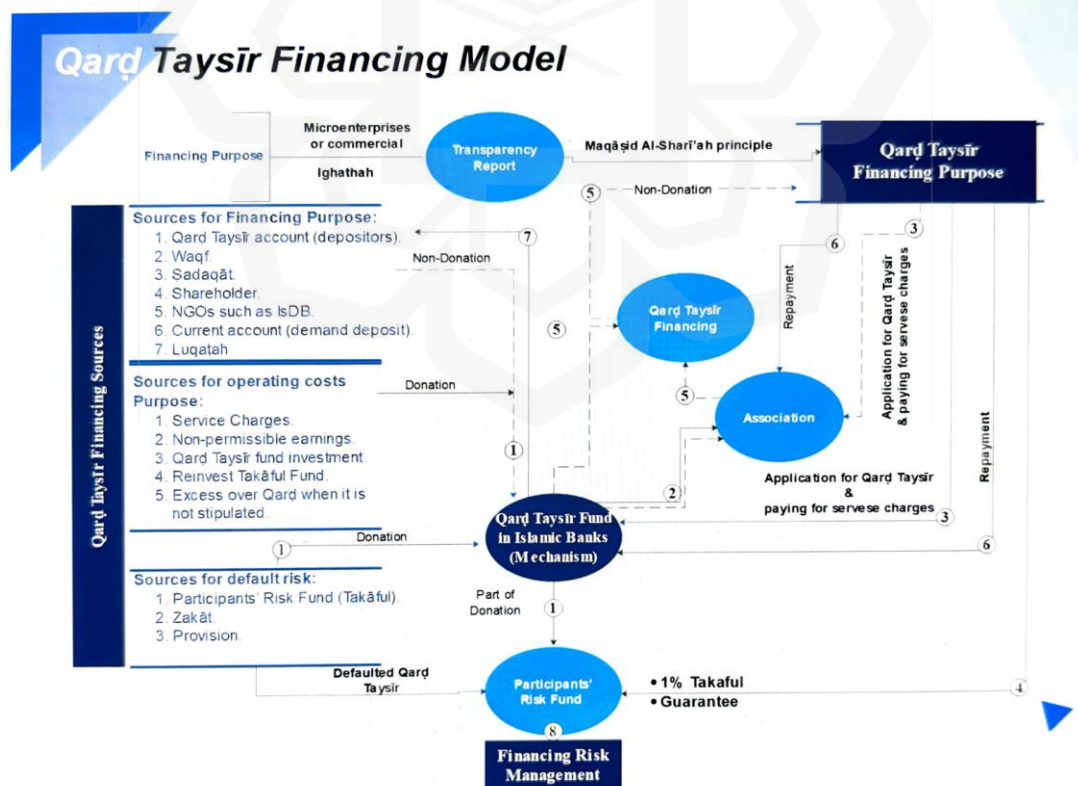 Qarḍ Taysīr Financing Model
Financing Purpose
Microenterprises
or commercial
Ighathah
Transparency
Report
Maqāṣid Al-Sharī'ah principle
Qarḍ Taysīr
Financing Purpose
5
Non-Donation
Qarḍ Taysīr Financing Sources
Sources for Financing Purpose:
1. Qarḍ Taysīr account (depositors).
2. Waqf.
3. Ṣadaqāt.
4. Shareholder.
5. NGOs such as IsDB.
6. Current account (demand deposit).
7. Luqaṭah
7
Non-Donation
6
3
Repayment
Application for Qarḍ Taysīr
& paying for servese charges
Qarḍ Taysīr
Financing
5
5
Association
Sources for operating costs
Purpose:
1. Service Charges.
2. Non-permissible earnings.
3. Qarḍ Taysīr fund investment.
4. Reinvest Takāful Fund.
5. Excess over Qarḍ when it is
not stipulated.
Donation
1
2
Repayment
Application for Qarḍ Taysīr
&
paying for servese charges
3
Qarḍ Taysīr Fund
in Islamic Banks
(Mechanism)
1
Donation
6
Sources for default risk:
1. Participants' Risk Fund (Takāful).
2. Zakāt.
3. Provision.
Part of
Donation
1
Defaulted Qarḍ
Taysīr
Participants'
Risk Fund
• 1% Takaful
• Guarantee
4
8
Financing Risk
Management